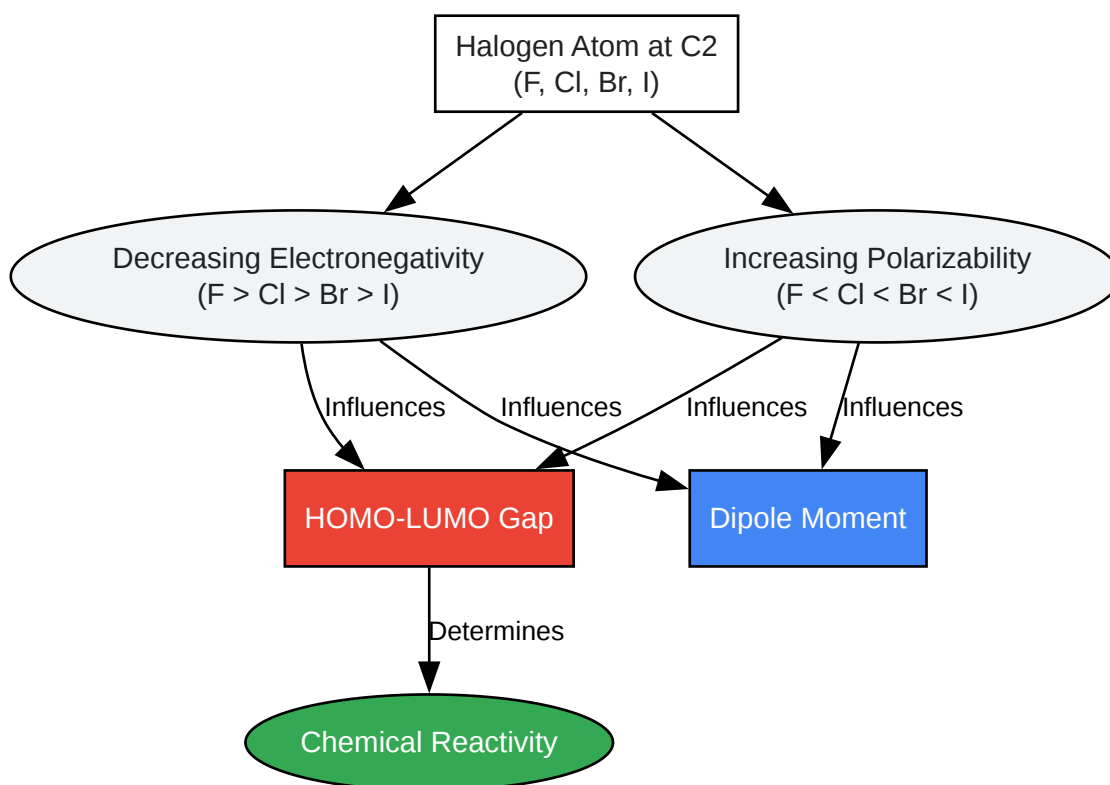 Halogen Atom at C2
(F, Cl, Br, I)
Decreasing Electronegativity
(F > Cl > Br > I)
Increasing Polarizability
(F < Cl < Br < I)
Influences
Influences
Influences
Influences
HOMO-LUMO Gap
Dipole Moment
Determines
Chemical Reactivity